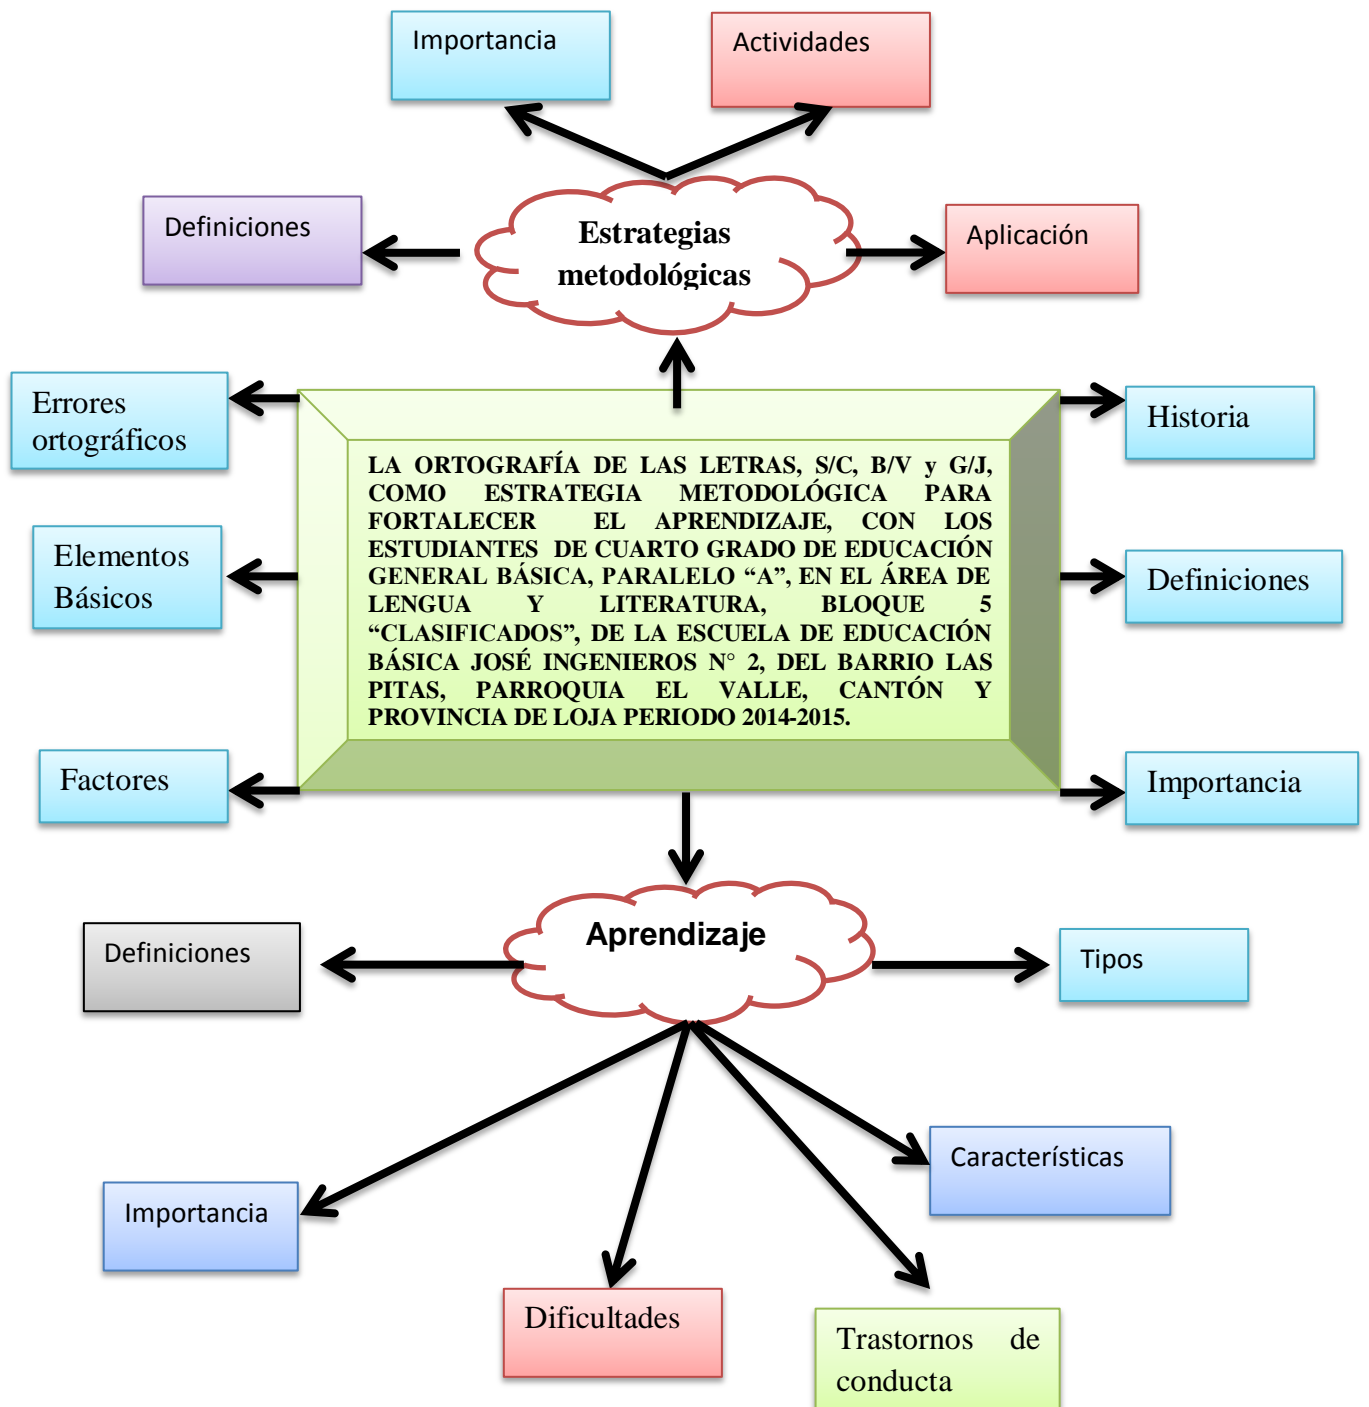 Importancia
Actividades
Definiciones
Estrategias
metodológicas
Aplicación
Errores
ortográficos
Historia
LA ORTOGRAFÍA DE LAS LETRAS, S/C, B/V y G/J,
COMO ESTRATEGIA METODOLÓGICA PARA
FORTALECER EL APRENDIZAJE, CON LOS
ESTUDIANTES DE CUARTO GRADO DE EDUCACIÓN
GENERAL BÁSICA, PARALELO “A”, EN EL ÁREA DE
LENGUA Y LITERATURA, BLOQUE 5
“CLASIFICADOS”, DE LA ESCUELA DE EDUCACIÓN
BÁSICA JOSÉ INGENIEROS N° 2, DEL BARRIO LAS
PITAS, PARROQUIA EL VALLE, CANTÓN Y
PROVINCIA DE LOJA PERIODO 2014-2015.
Elementos
Básicos
Definiciones
Factores
Importancia
Definiciones
Aprendizaje
Tipos
Características
Importancia
Dificultades
Trastornos de
conducta